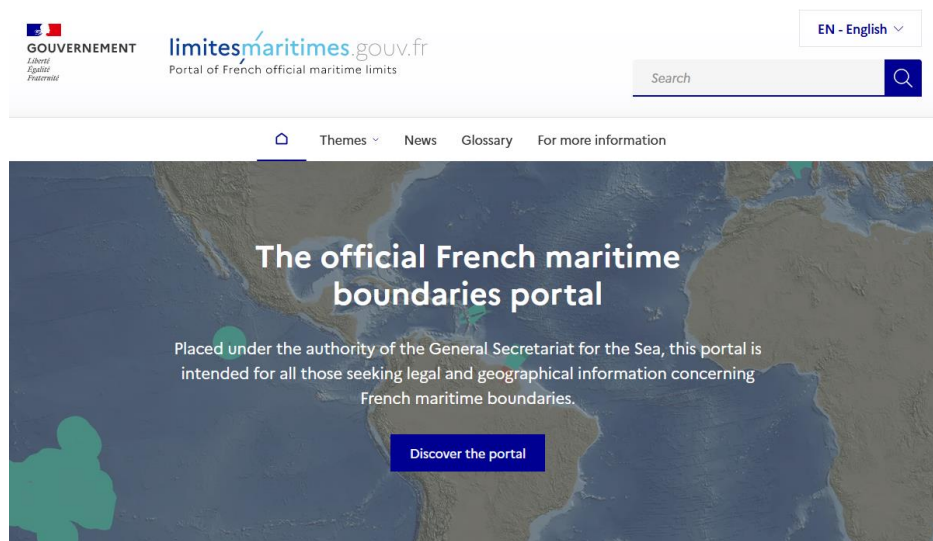 GOUVERNEMENT
Liberté
Égalité
Fraternité
limitesmaritimes.gouv.fr
Portal of French official maritime limits
EN - English
Search
Themes
News
Glossary
For more information
The official French maritime
boundaries portal
Placed under the authority of the General Secretariat for the Sea, this portal is
intended for all those seeking legal and geographical information concerning
French maritime boundaries.
Discover the portal